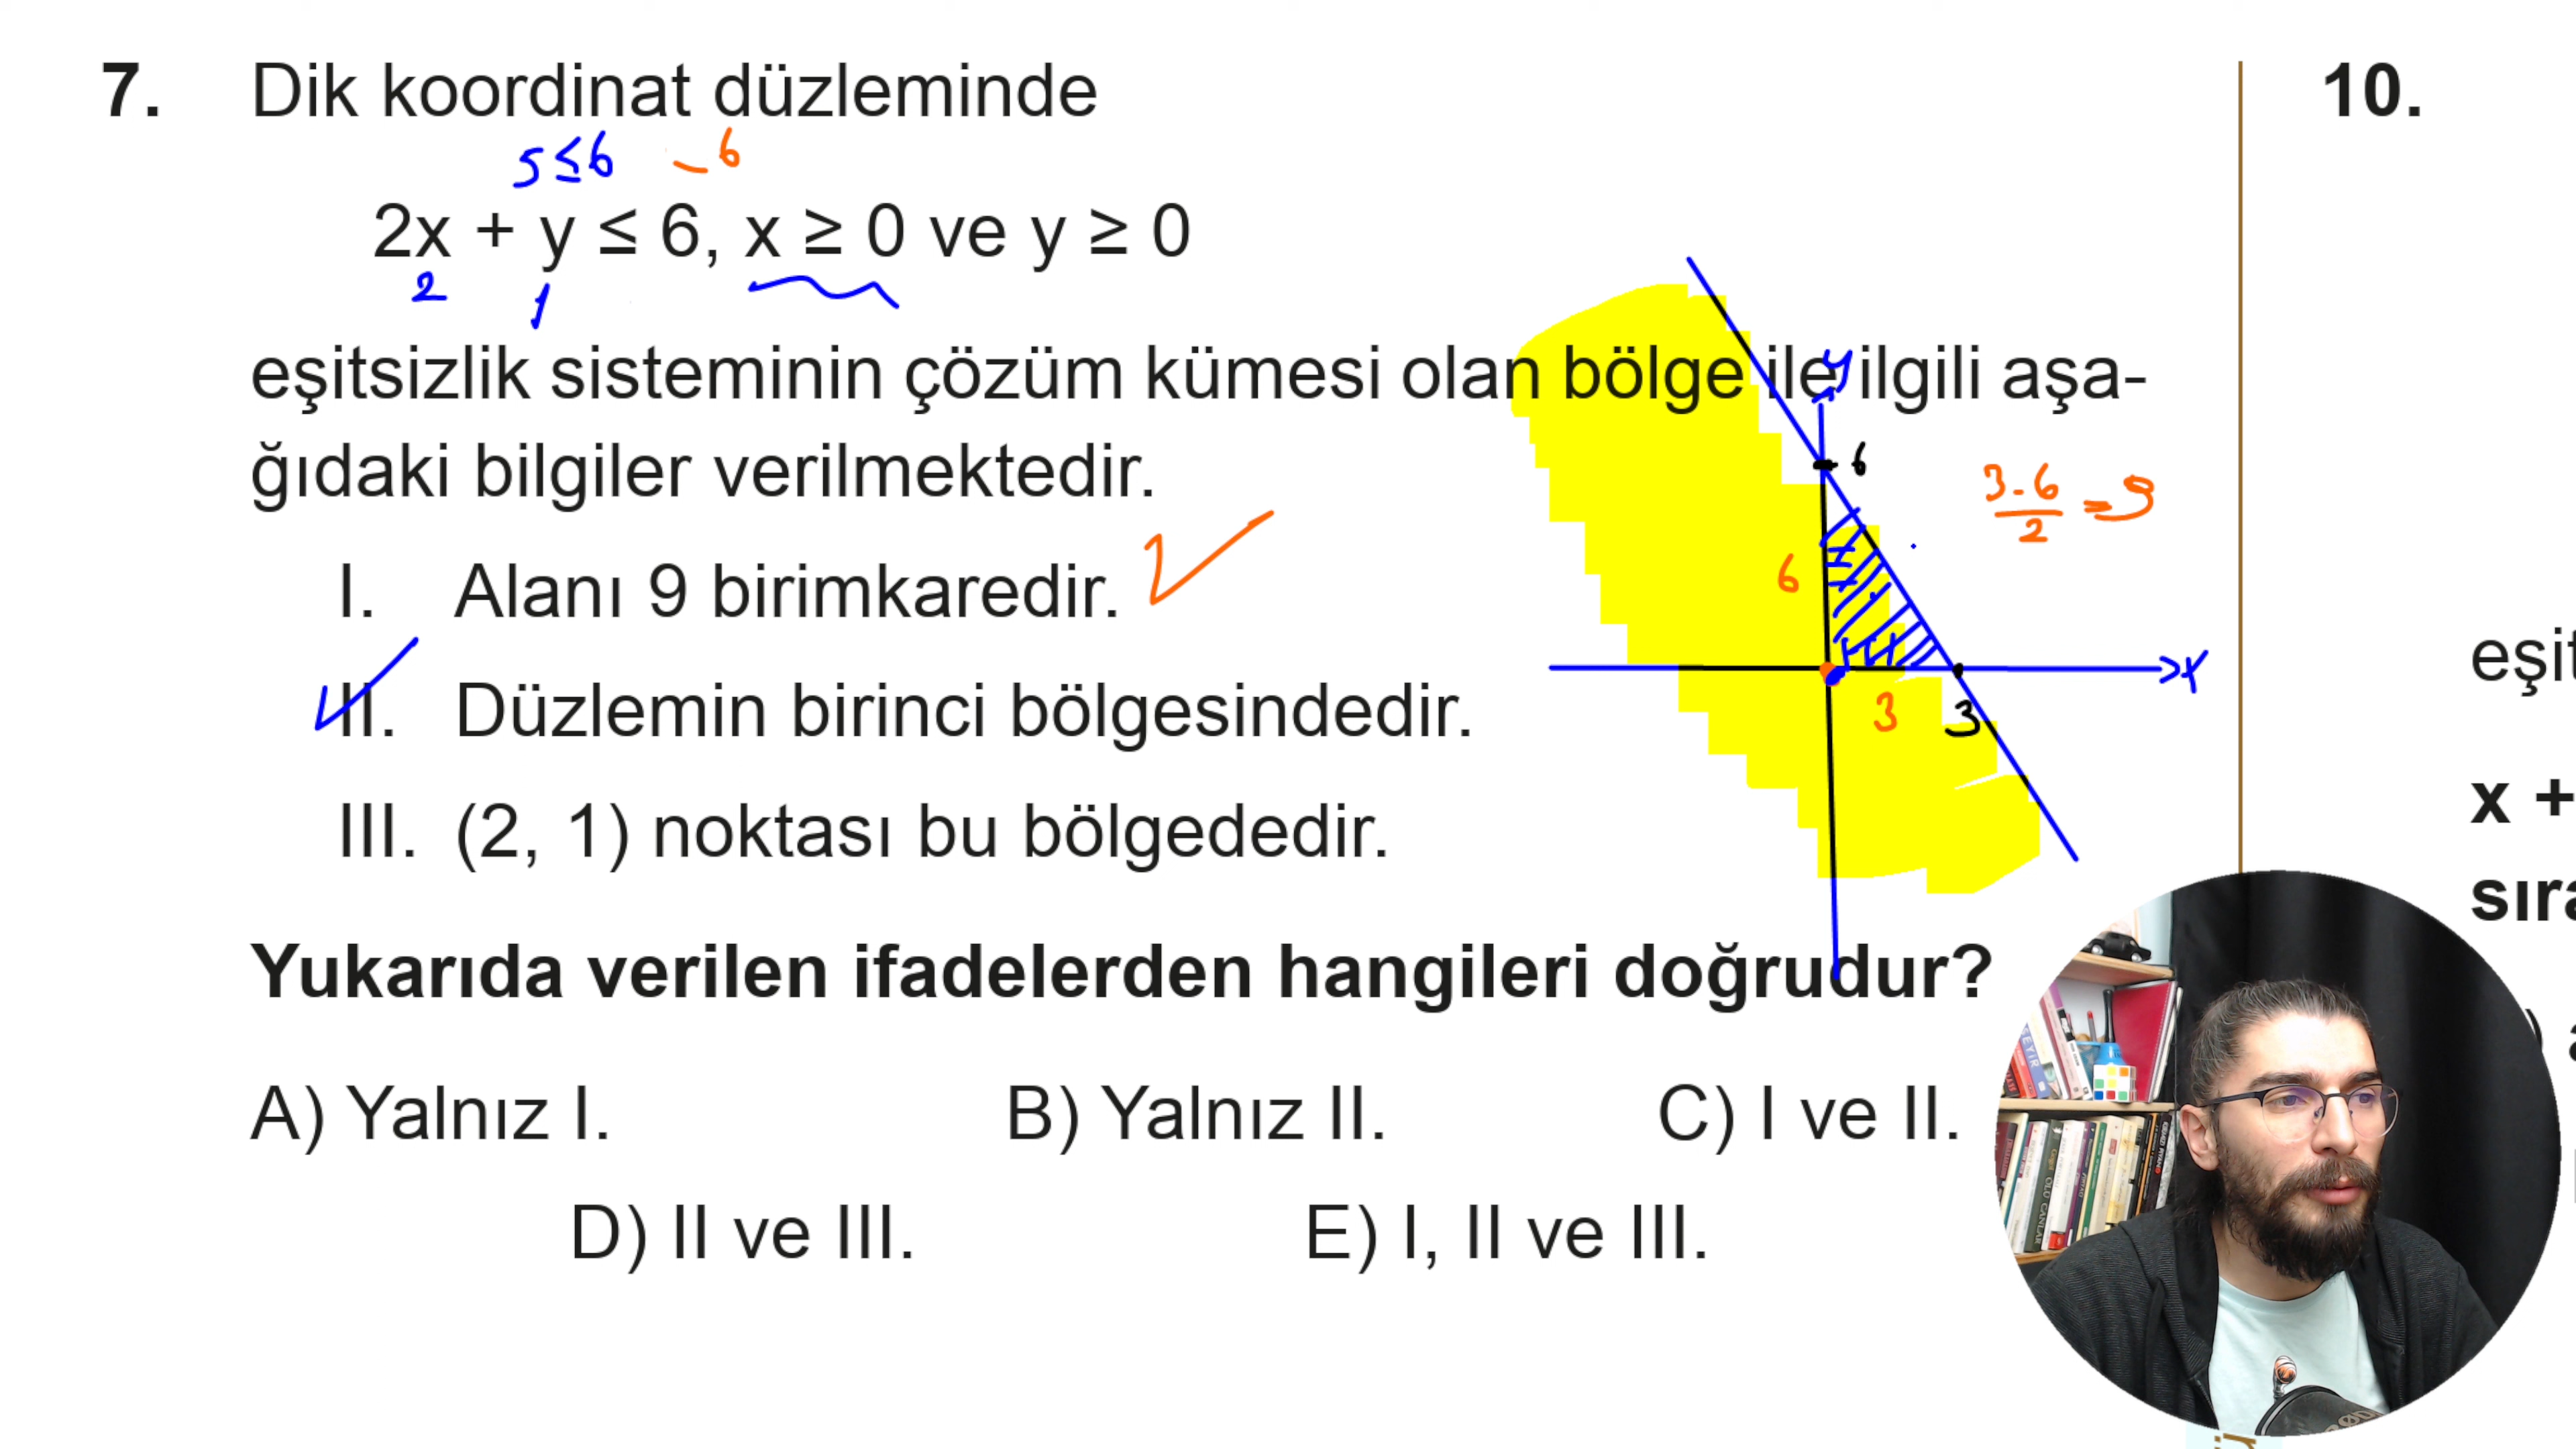 7. Dik koordinat düzleminde
5≤6 - 6
2x + y ≤ 6, x ≥ 0 ve y ≥ 0
2 1
eşitsizlik sisteminin çözüm kümesi olan bölge ile ilgili aşa-
ğıdaki bilgiler verilmektedir.
I. Alanı 9 birimkaredir.
II. Düzlemin birinci bölgesindedir.
III. (2, 1) noktası bu bölgededir.
Yukarıda verilen ifadelerden hangileri doğrudur?
A) Yalnız I. B) Yalnız II. C) I ve II.
D) II ve III. E) I, II ve III.
y
6
6
3
3
x
3.6
2
=9
10.
eşit
x +
sıra